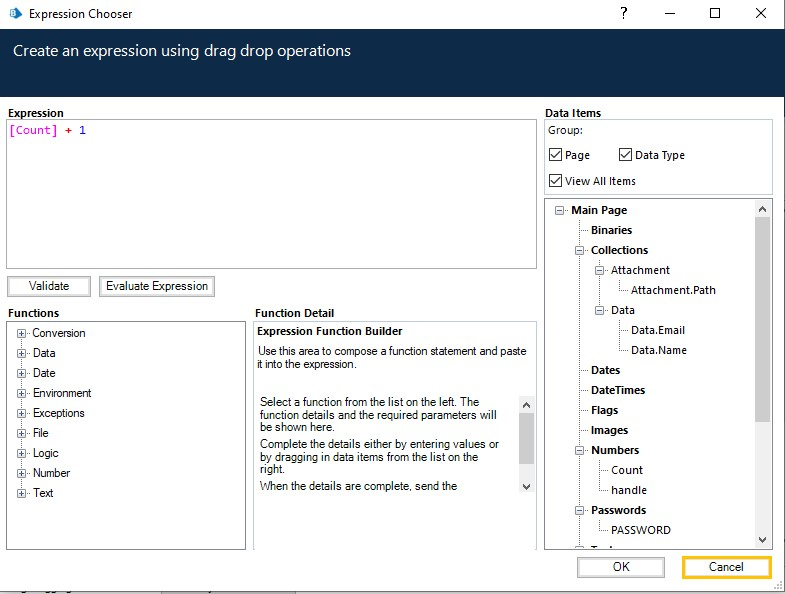 Expression Chooser
?
Create an expression using drag drop operations
Expression
[Count] + 1
Validate
Evaluate Expression
Functions
Conversion
Data
Date
Environment
Exceptions
File
Logic
Number
Text
Function Detail
Expression Function Builder
Use this area to compose a function statement and paste
it into the expression.
Select a function from the list on the left. The
function details and the required parameters will
be shown here.
Complete the details either by entering values or
by dragging in data items from the list on the
right.
When the details are complete, send the
Data Items
Group:
Page
Data Type
View All Items
Main Page
Binaries
Collections
Attachment
Attachment.Path
Data
Data.Email
Data.Name
Dates
DateTimes
Flags
Images
Numbers
Count
handle
Passwords
PASSWORD
OK
Cancel